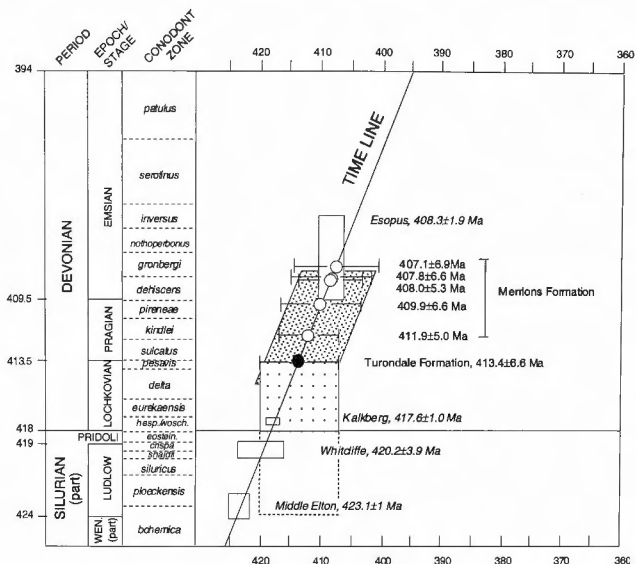 PERIOD
EPOCH/
STAGE
CONODONT
ZONE
420 410 400 390 385 370 360
394
DEVONIAN
EMSIAN
patulus
serotinus
inversus
nothoperbonus
gronbergi
dehiscens
409.5
PRAGIAN
pireneae
kindlei
sulcatus
413.5
LOCHKOVIAN
pesavis
delta
eurekaensis
hesp./wosch.
418
PRIDOLI
eostein.
419
crispa
SILURIAN
(part)
LUDLOW
siluricus
ploeckensis
424
WEN.
(part)
bohemica
TIME LINE
Esopus, 408.3±1.9 Ma
407.1±6.9Ma
407.8±6.6 Ma
408.0±5.3 Ma
409.9±6.6 Ma
411.9±5.0 Ma
Merrions Formation
Turondale Formation, 413.4±6.6 Ma
Kalkberg, 417.6±1.0 Ma
Whitcliffe, 420.2±3.9 Ma
Middle Elton, 423.1±1 Ma
420 410 400 390 380 370 360